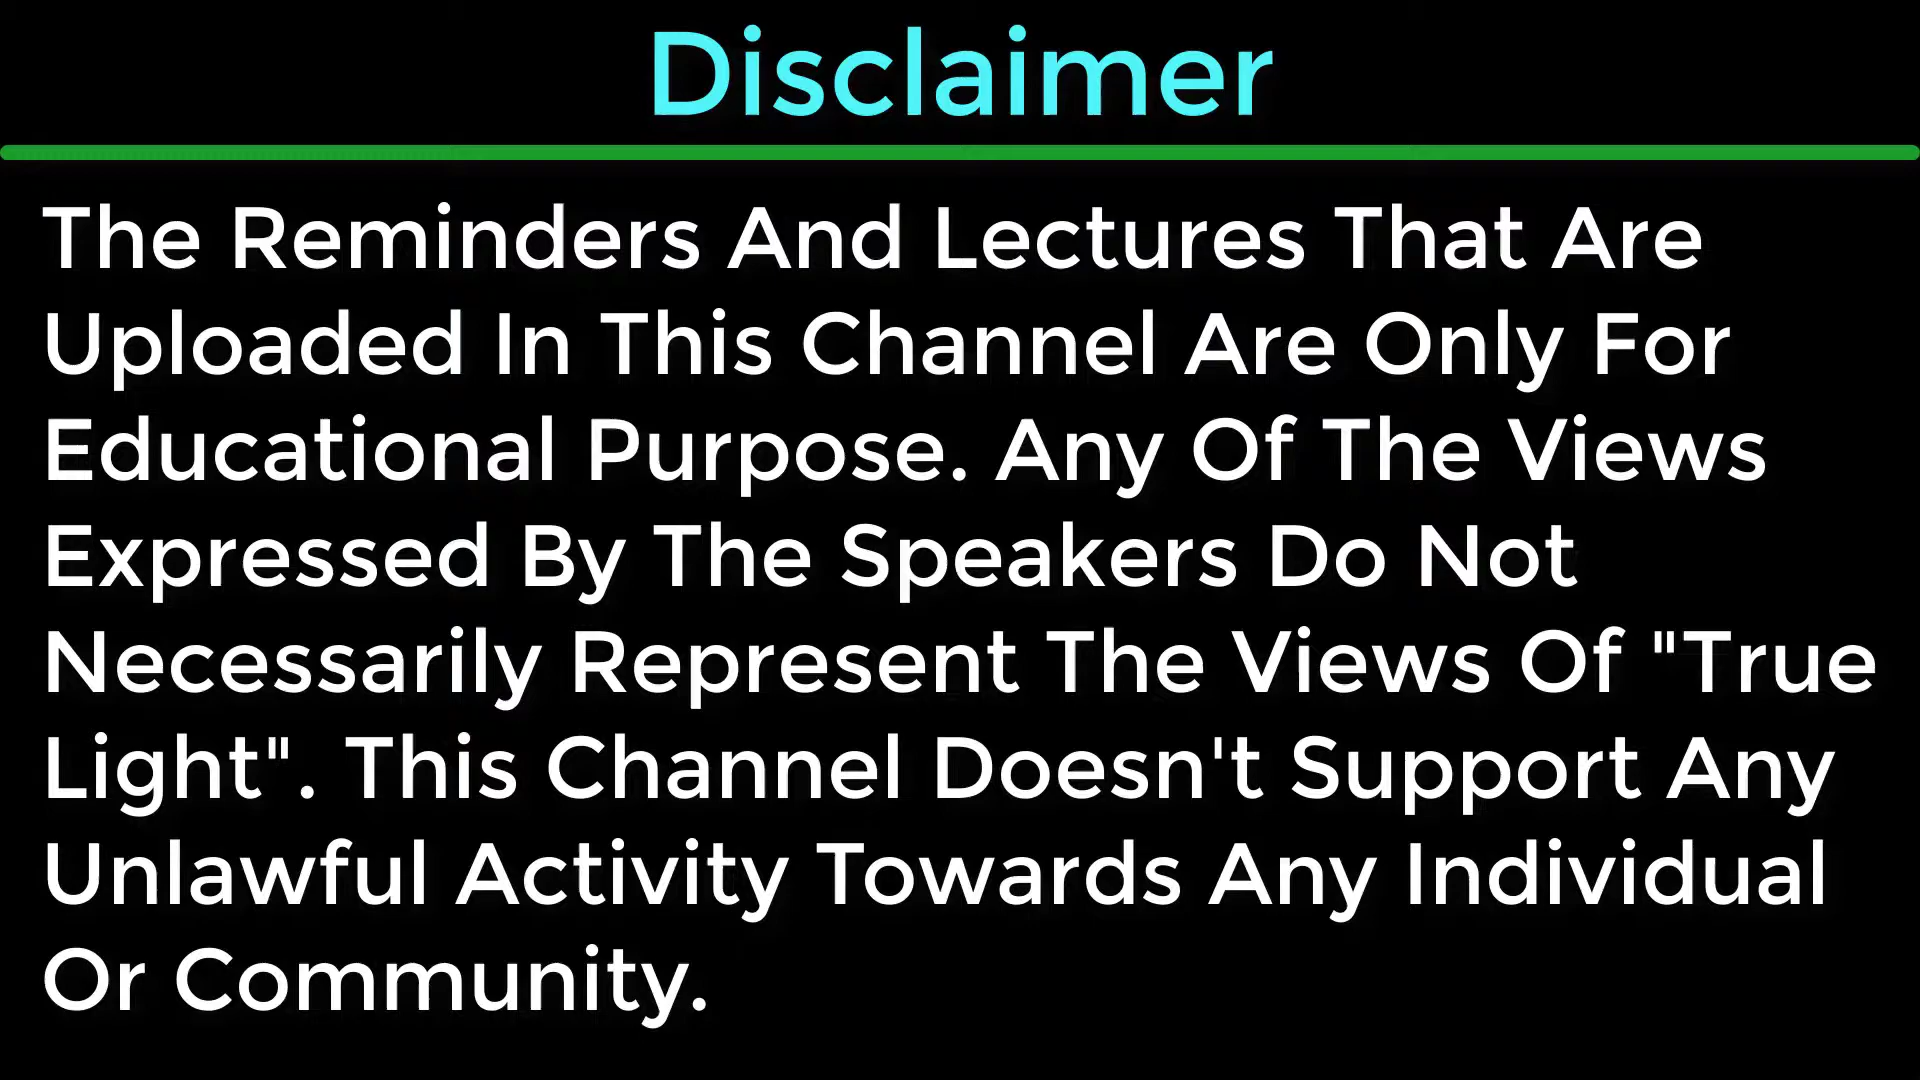 Disclaimer
The Reminders And Lectures That Are
Uploaded In This Channel Are Only For
Educational Purpose. Any Of The Views
Expressed By The Speakers Do Not
Necessarily Represent The Views Of "True
Light". This Channel Doesn't Support Any
Unlawful Activity Towards Any Individual
Or Community.